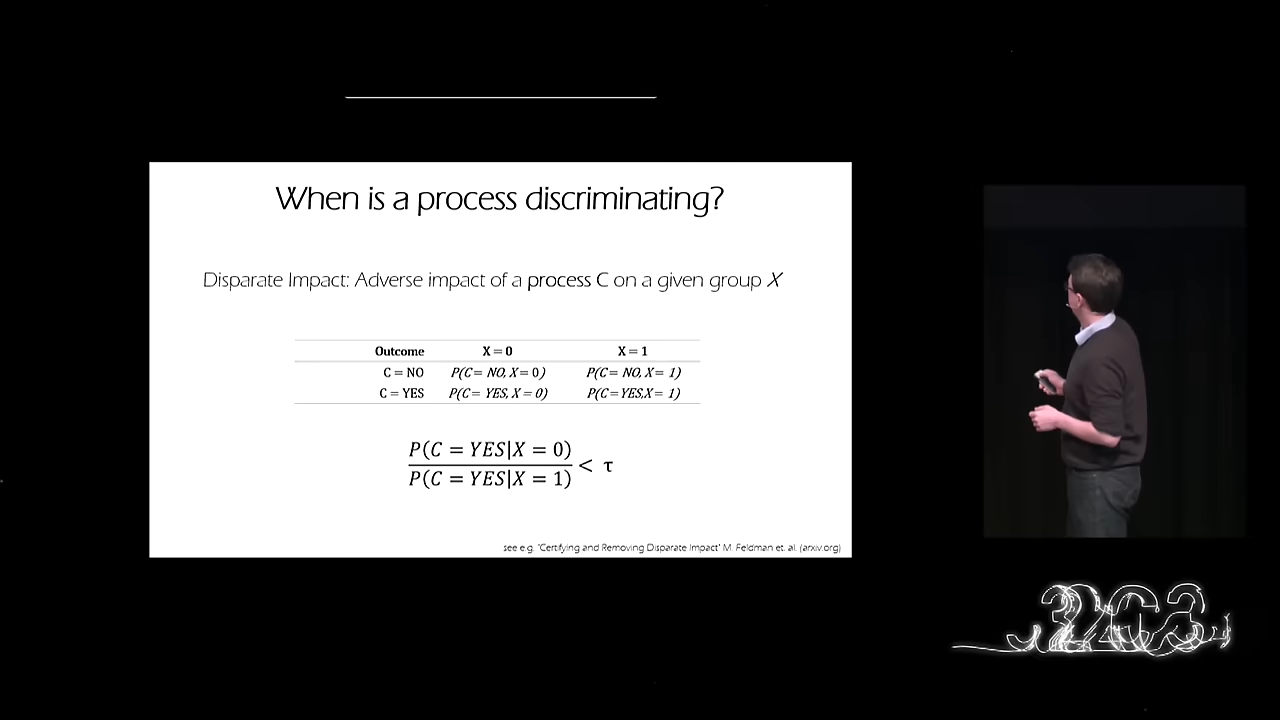 When is a process discriminating?
Disparate Impact: Adverse impact of a process C on a given group X
Outcome X = 0 X = 1
C = NO P(C= NO, X= 0) P(C= NO, X= 1)
C = YES P(C= YES, X = 0) P(C=YES,X= 1)
P(C = YES|X = 0)
P(C = YES|X = 1) < τ
see e.g. "Certifying and Removing Disparate Impact" M. Feldman et. al. (arxiv.org)